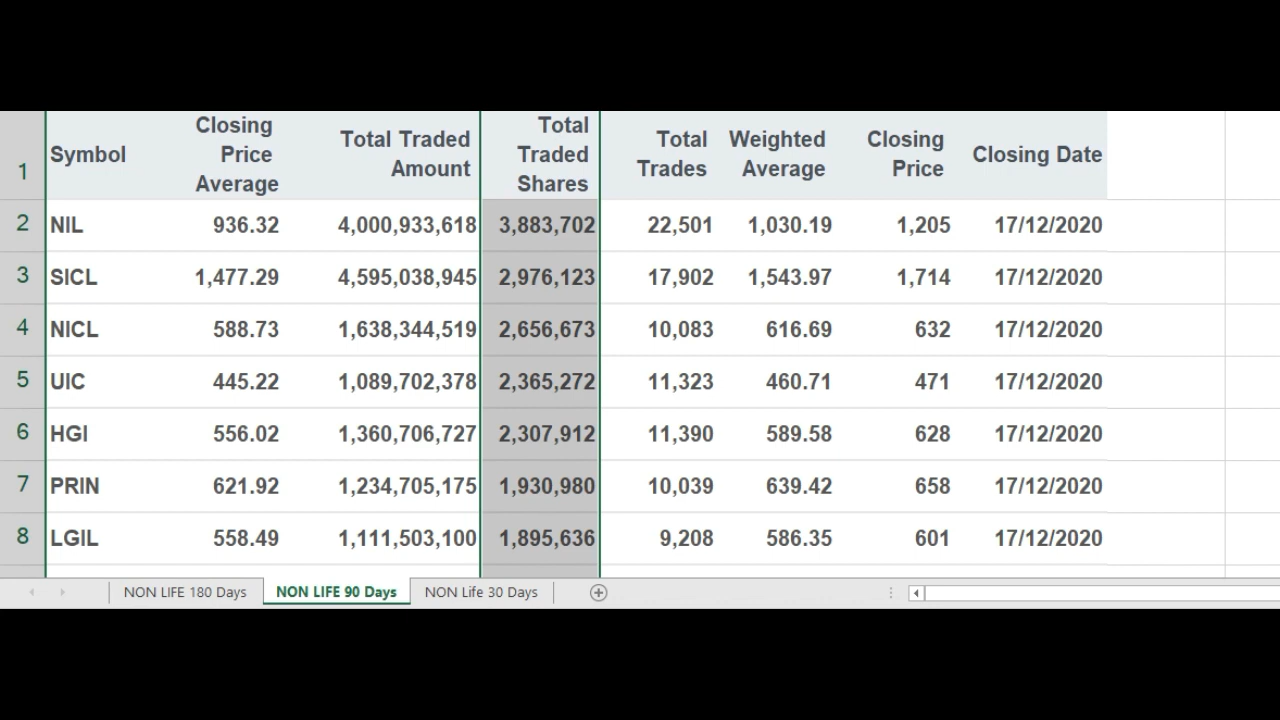 1 Symbol Closing Price Average Total Traded Amount Total Traded Shares Total Trades Weighted Average Closing Price Closing Date
2 NIL 936.32 4,000,933,618 3,883,702 22,501 1,030.19 1,205 17/12/2020
3 SICL 1,477.29 4,595,038,945 2,976,123 17,902 1,543.97 1,714 17/12/2020
4 NICL 588.73 1,638,344,519 2,656,673 10,083 616.69 632 17/12/2020
5 UIC 445.22 1,089,702,378 2,365,272 11,323 460.71 471 17/12/2020
6 HGI 556.02 1,360,706,727 2,307,912 11,390 589.58 628 17/12/2020
7 PRIN 621.92 1,234,705,175 1,930,980 10,039 639.42 658 17/12/2020
8 LGIL 558.49 1,111,503,100 1,895,636 9,208 586.35 601 17/12/2020
NON LIFE 180 Days NON LIFE 90 Days NON Life 30 Days